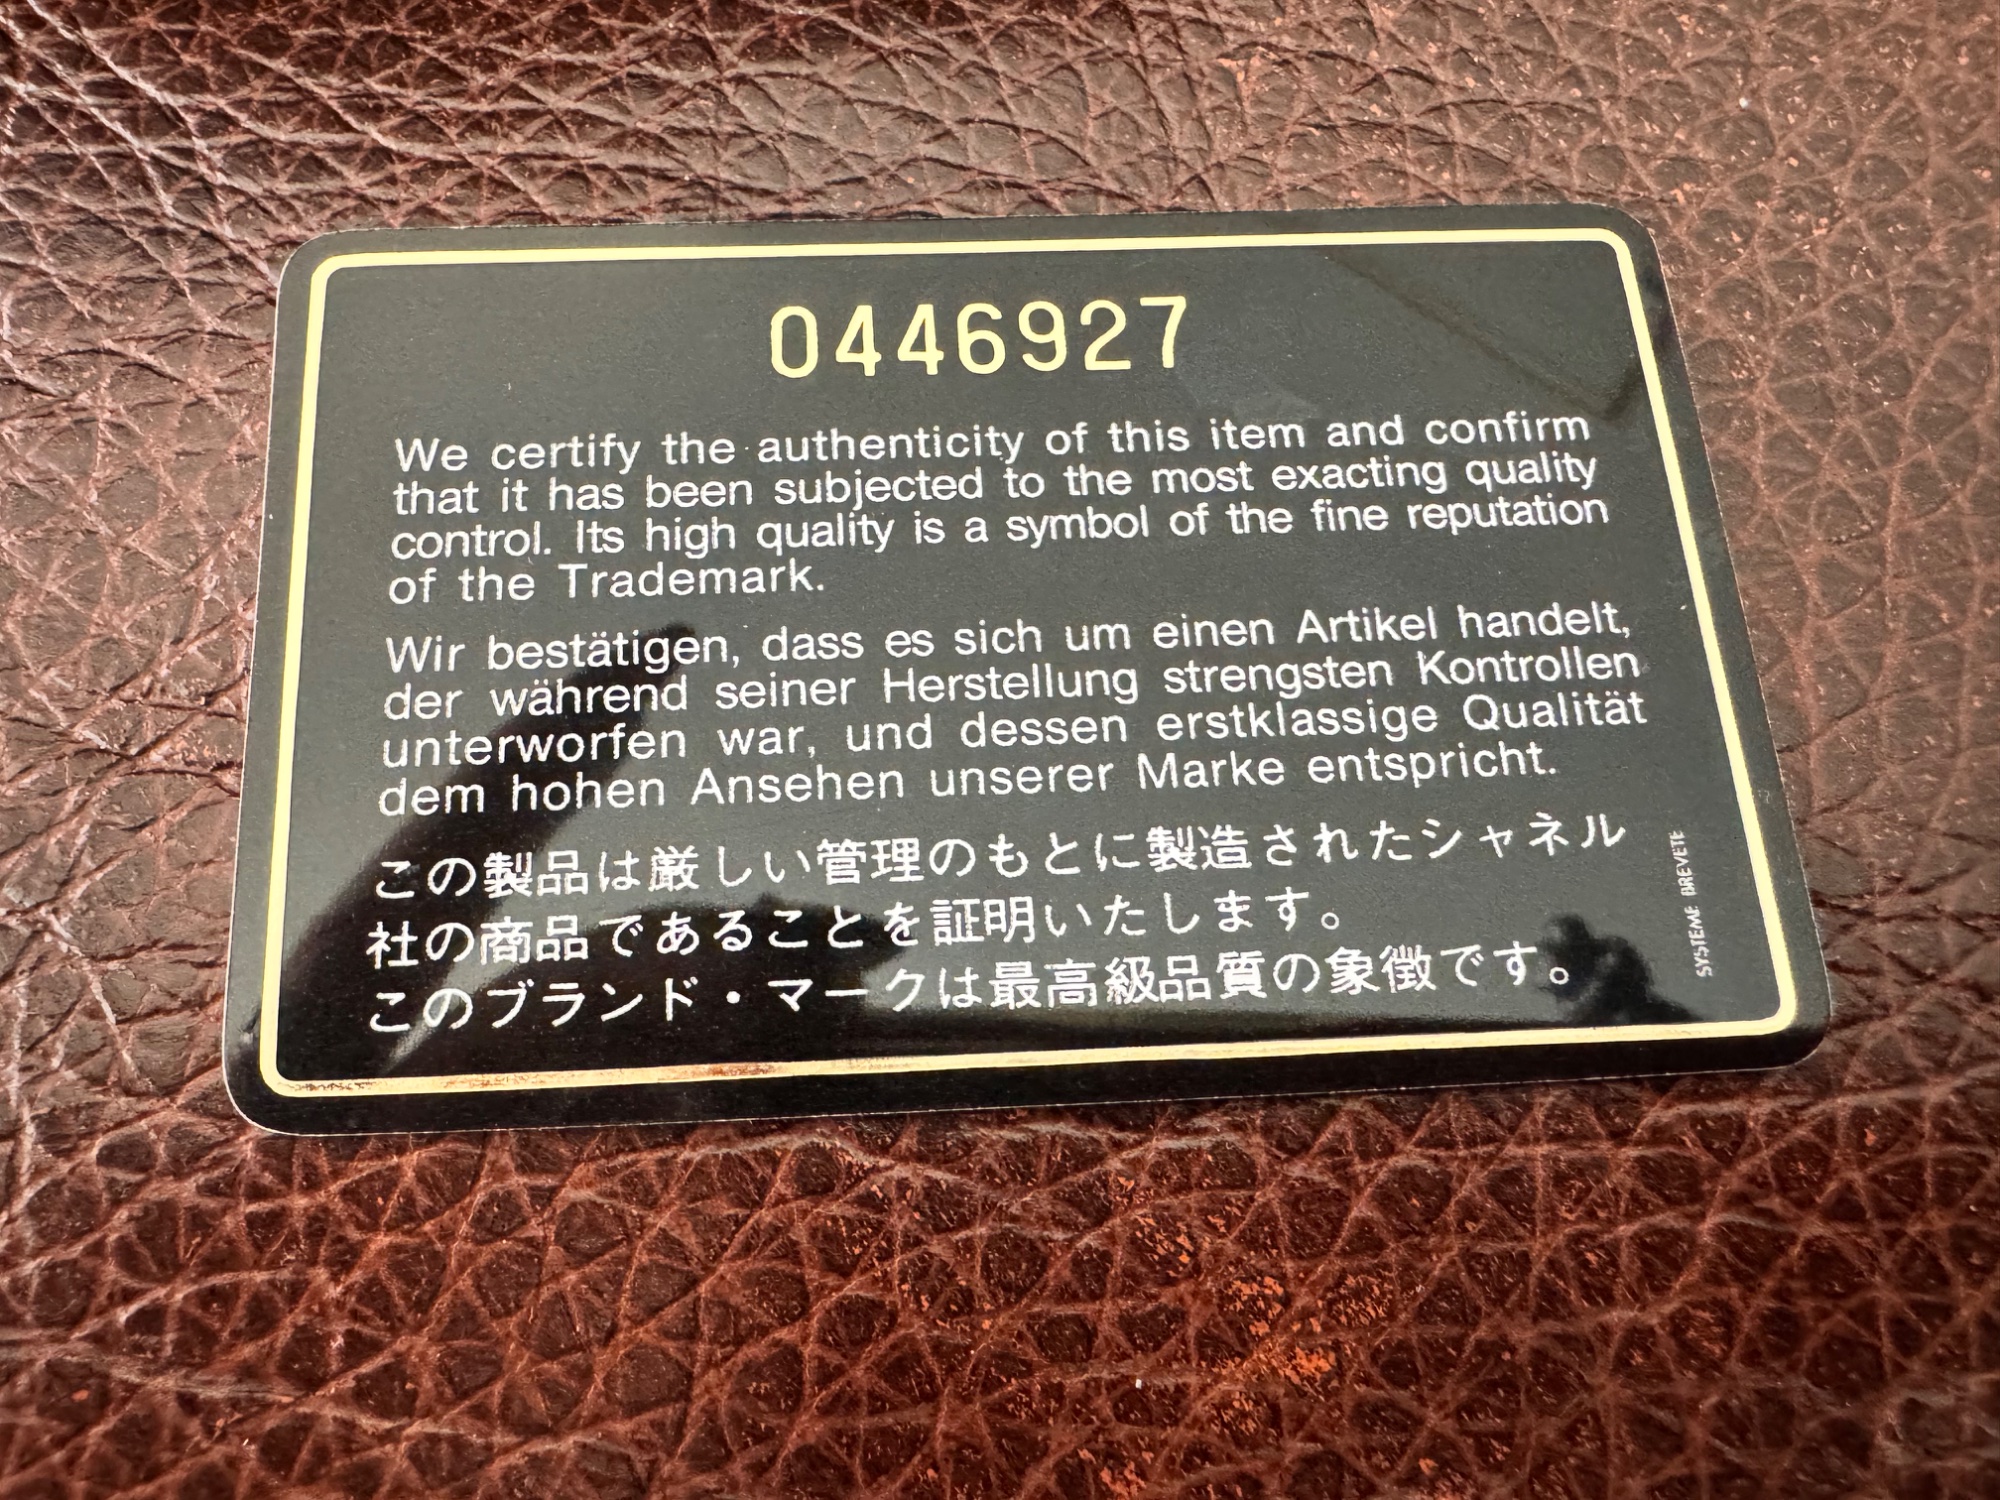 0446927
We certify the authenticity of this item and confirm
that it has been subjected to the most exacting quality
control. Its high quality is a symbol of the fine reputation
of the Trademark.
Wir bestätigen, dass es sich um einen Artikel handelt,
der während seiner Herstellung strengsten Kontrollen
unterworfen war, und dessen erstklassige Qualität
dem hohen Ansehen unserer Marke entspricht.
この製品は厳しい管理のもとに製造されたシャネル
社の商品であることを証明いたします。
このブランド・マークは最高級品質の象徴です。
SYSTEME BREVETE